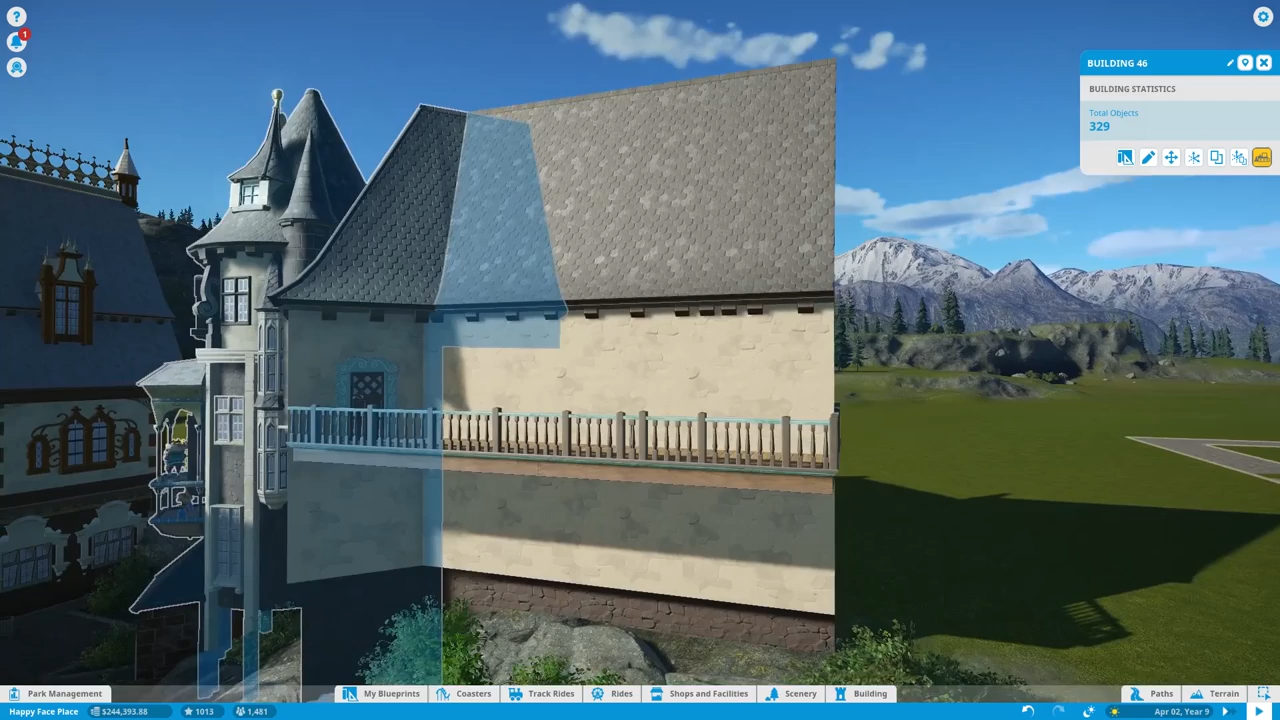 ?
1
BUILDING 46
BUILDING STATISTICS
Total Objects
329
Park Management
My Blueprints
Coasters
Track Rides
Rides
Shops and Facilities
Scenery
Building
Paths
Terrain
Happy Face Place
$244,393.88
1013
1,481
Apr 02, Year 9